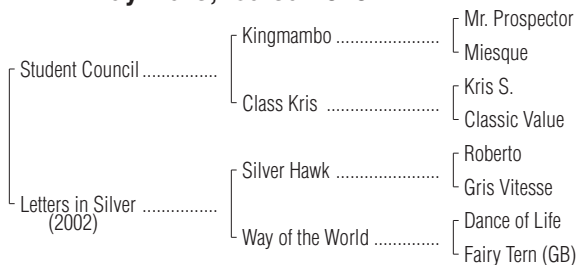 Mr. Prospector
Kingmambo ......................
Miesque
Student Council ...............
Kris S.
Class Kris ........................
Classic Value
Roberto
Silver Hawk ......................
Gris Vitesse
Letters in Silver ...............
(2002)
Dance of Life
Way of the World ................
Fairy Tern (GB)